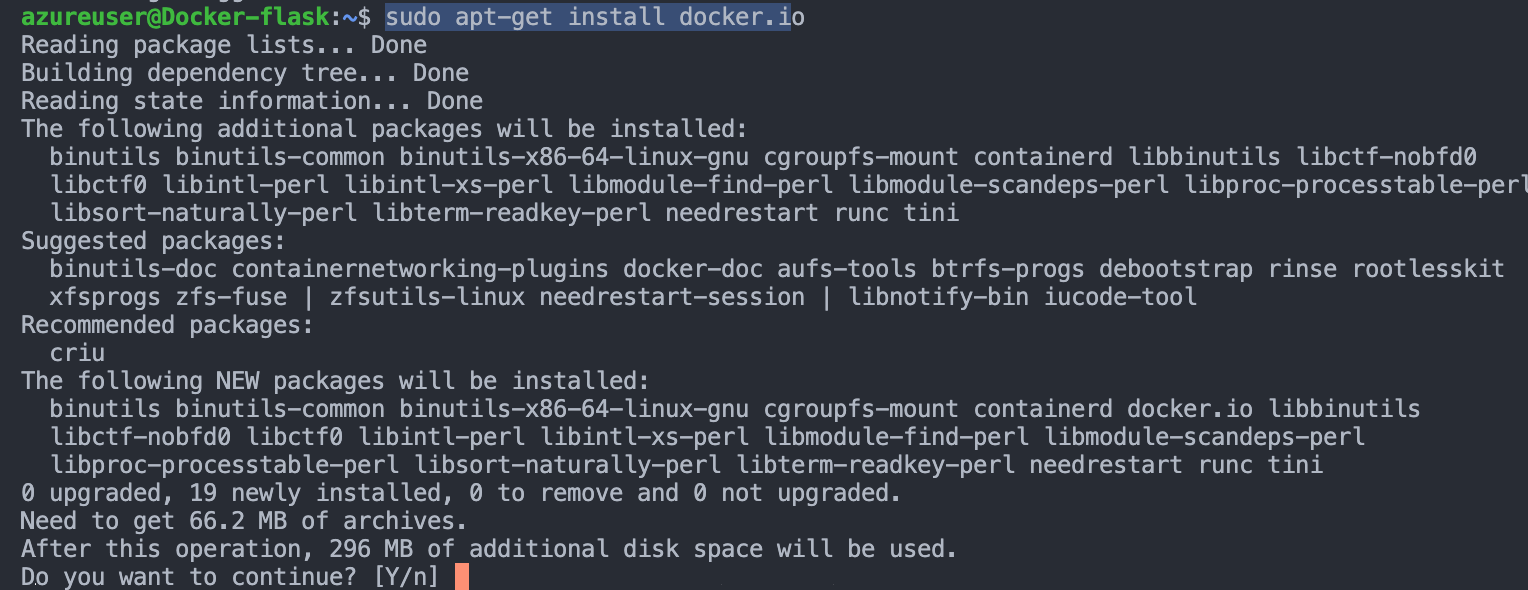 azureuser@Docker-flask:~$ sudo apt-get install docker.io
Reading package lists... Done
Building dependency tree... Done
Reading state information... Done
The following additional packages will be installed:
  binutils binutils-common binutils-x86-64-linux-gnu cgroupfs-mount containerd libbinutils libctf-nobfd0
  libctf0 libintl-perl libintl-xs-perl libmodule-find-perl libmodule-scandeps-perl libproc-processtable-perl
  libsort-naturally-perl libterm-readkey-perl needrestart runc tini
Suggested packages:
  binutils-doc containernetworking-plugins docker-doc aufs-tools btrfs-progs debootstrap rinse rootlesskit
  xfsprogs zfs-fuse | zfsutils-linux needrestart-session | libnotify-bin iucode-tool
Recommended packages:
  criu
The following NEW packages will be installed:
  binutils binutils-common binutils-x86-64-linux-gnu cgroupfs-mount containerd docker.io libbinutils
  libctf-nobfd0 libctf0 libintl-perl libintl-xs-perl libmodule-find-perl libmodule-scandeps-perl
  libproc-processtable-perl libsort-naturally-perl libterm-readkey-perl needrestart runc tini
0 upgraded, 19 newly installed, 0 to remove and 0 not upgraded.
Need to get 66.2 MB of archives.
After this operation, 296 MB of additional disk space will be used.
Do you want to continue? [Y/n]